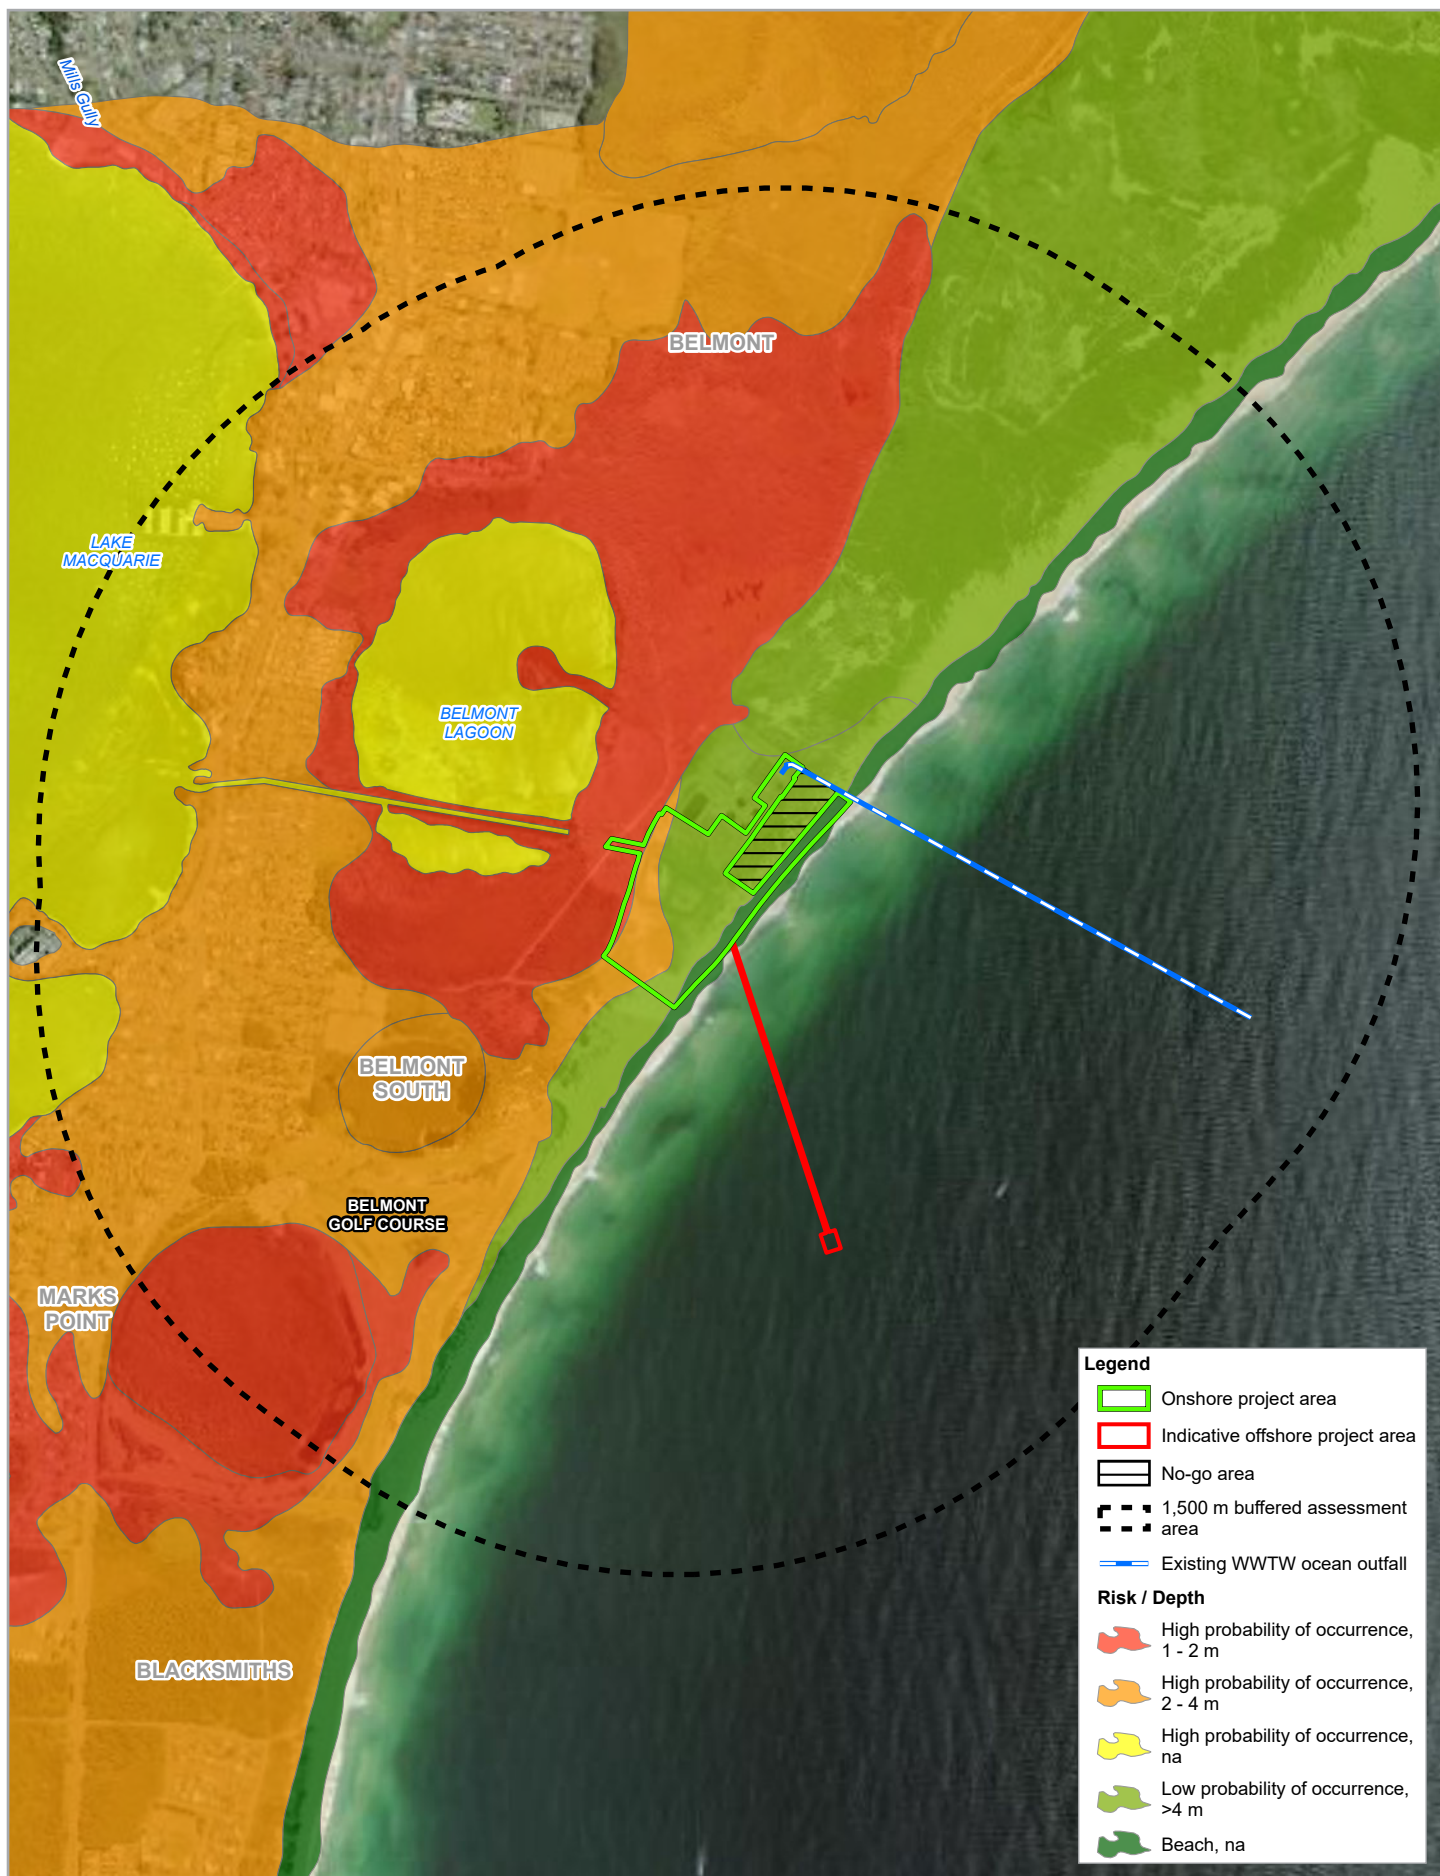 Mills Gully
BELMONT
LAKE
MACQUARIE
BELMONT
LAGOON
BELMONT
SOUTH
BELMONT
GOLF COURSE
MARKS
POINT
BLACKSMITHS
Legend
Onshore project area
Indicative offshore project area
No-go area
1,500 m buffered assessment
area
Existing WWTW ocean outfall
Risk / Depth
High probability of occurrence,
1 - 2 m
High probability of occurrence,
2 - 4 m
High probability of occurrence,
na
Low probability of occurrence,
>4 m
Beach, na